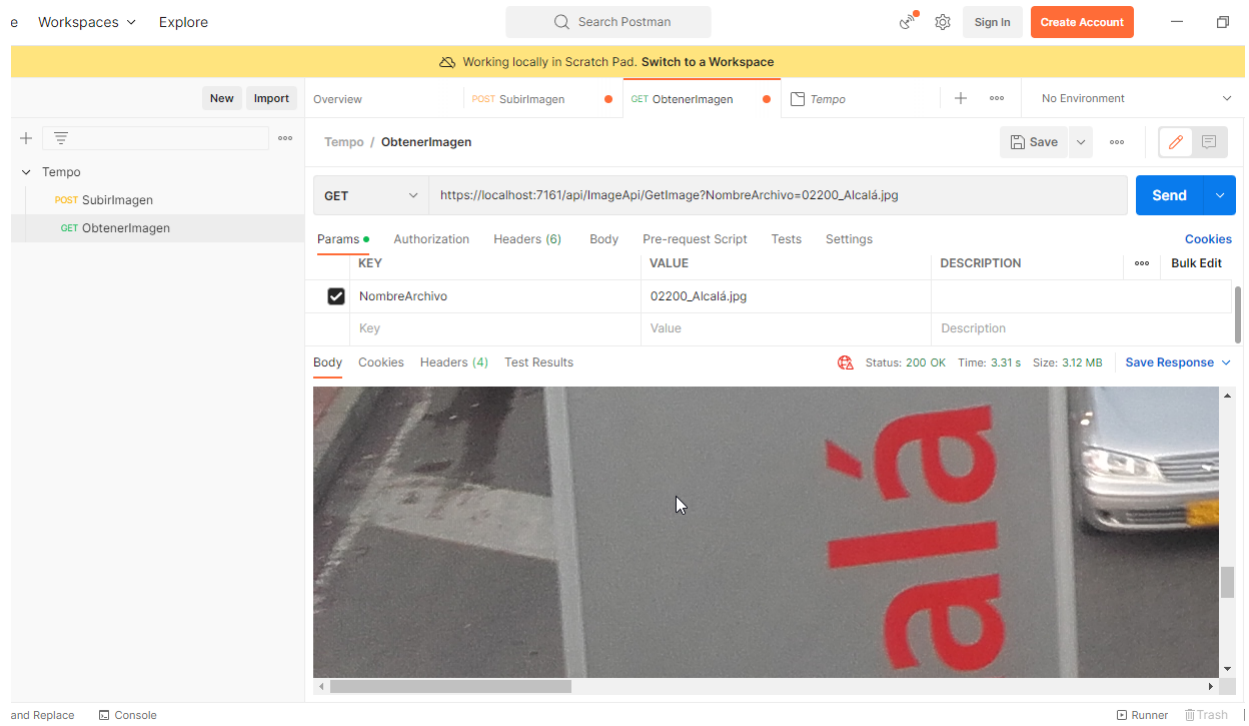 e Workspaces Explore Search Postman Sign In Create Account
Working locally in Scratch Pad. Switch to a Workspace
New Import Overview POST SubirImagen GET ObtenerImagen Tempo No Environment
Tempo / ObtenerImagen Save
Tempo
POST SubirImagen
GET ObtenerImagen
GET https://localhost:7161/api/ImageApi/GetImage?NombreArchivo=02200_Alcalá.jpg Send
Params Authorization Headers (6) Body Pre-request Script Tests Settings Cookies
KEY VALUE DESCRIPTION Bulk Edit
NombreArchivo 02200_Alcalá.jpg
Key Value Description
Body Cookies Headers (4) Test Results Status: 200 OK Time: 3.31 s Size: 3.12 MB Save Response
alá
and Replace Console Runner Trash